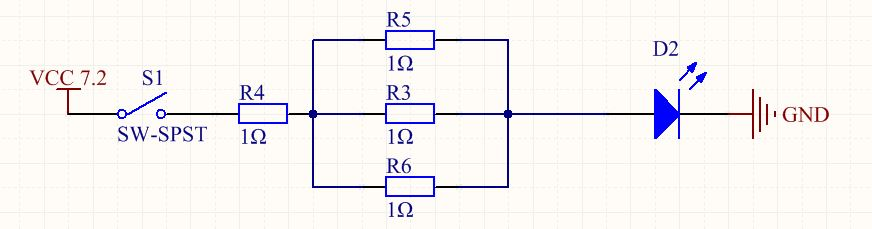 R5
1Ω
D2
VCC 7.2
S1
R4
R3
SW-SPST
1Ω
1Ω
GND
R6
1Ω